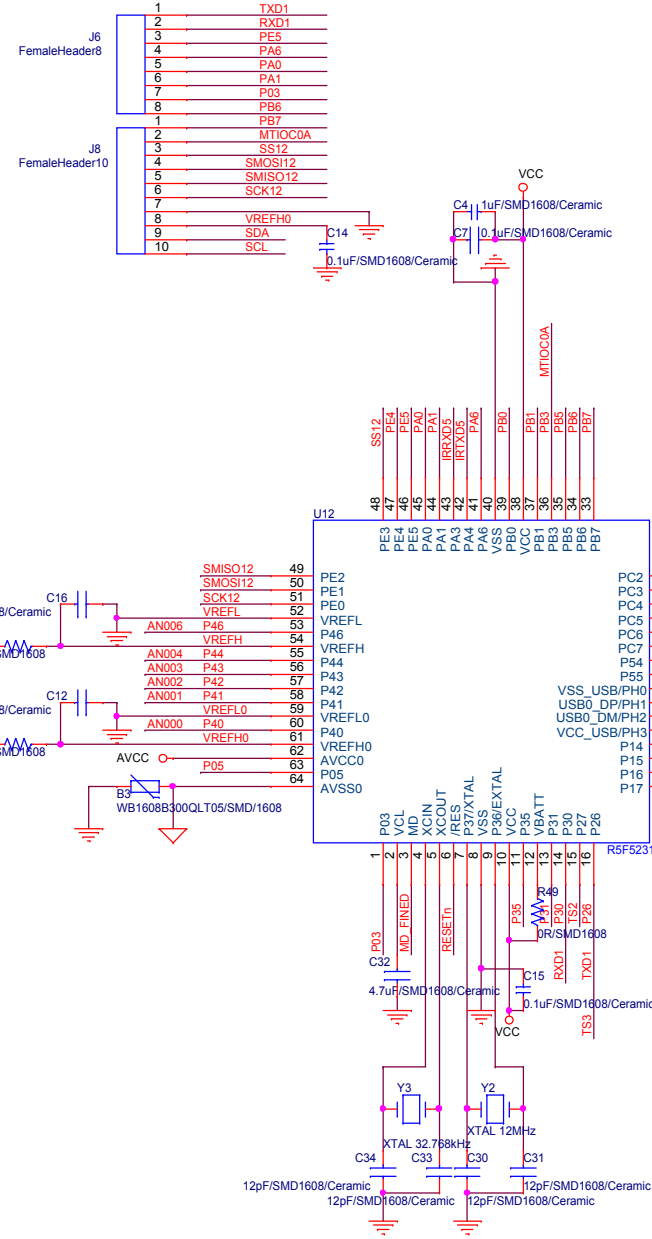 1 TXD1
2 RXD1
J6
3 PE5
FemaleHeader8
4 PA6
5 PA0
6 PA1
7 P03
8 PB6
1 PB7
2 MTIOC0A
J8
3 SS12
FemaleHeader10
4 SMOSI12
5 SMISO12
6 SCK12
7
8 VREFH0
9 SDA
10 SCL
C14
0.1uF/SMD1608/Ceramic
VCC
C4 1uF/SMD1608/Ceramic
C7 0.1uF/SMD1608/Ceramic
MTIOC0A
SS12 PE4 PE5 PA0 PA1 IRRXD5 IRTXD5 PA6 PB0 PB1 PB3 PB5 PB6 PB7
48 47 46 45 44 43 42 41 40 39 38 37 36 35 34 33
U12
PE3 PE4 PE5 PA0 PA1 PA3 PA4 PA6 VSS PB0 VCC PB1 PB3 PB5 PB6 PB7
SMISO12 49 PE2
SMOSI12 50 PE1
SCK12 51 PE0
VREFL 52 VREFL
AN006 P46 53 P46
VREFH 54 VREFH
AN004 P44 55 P44
AN003 P43 56 P43
AN002 P42 57 P42
AN001 P41 58 P41
VREFL0 59 VREFL0
AN000 P40 60 P40
VREFH0 61 VREFH0
AVCC 62 AVCC0
P05 63 P05
64 AVSS0
C16
8/Ceramic
SMD1608
C12
8/Ceramic
SMD1608
B3
WB1608B300QLT05/SMD/1608
PC2
PC3
PC4
PC5
PC6
PC7
P54
P55
VSS_USB/PH0
USB0_DP/PH1
USB0_DM/PH2
VCC_USB/PH3
P14
P15
P16
P17
P03 VCL MD XCIN XCOUT /RES P37/XTAL VSS P36/EXTAL VCC P35 VBATT P31 P30 P27 P26
R5F5231
1 2 3 4 5 6 7 8 9 10 11 12 13 14 15 16
P03 MD_FINED RESETn P35 P31 P30 TS2 P26
R49
0R/SMD1608
RXD1 TXD1
TS3
C32
4.7uF/SMD1608/Ceramic
C15
0.1uF/SMD1608/Ceramic
VCC
Y3
XTAL 32.768kHz
Y2
XTAL 12MHz
C34 C33 C30 C31
12pF/SMD1608/Ceramic
12pF/SMD1608/Ceramic
12pF/SMD1608/Ceramic
12pF/SMD1608/Ceramic